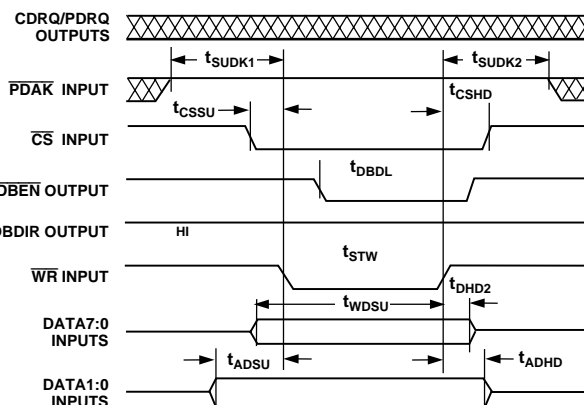 CDRQ/PDRQ
OUTPUTS
tSUDK1
tSUDK2
PDAK INPUT
tCSSU
tCSHD
CS INPUT
tDBDL
DBEN OUTPUT
DBDIR OUTPUT
HI
tSTW
WR INPUT
tDHD2
tWDSU
DATA7:0
INPUTS
tADSU
tADHD
DATA1:0
INPUTS